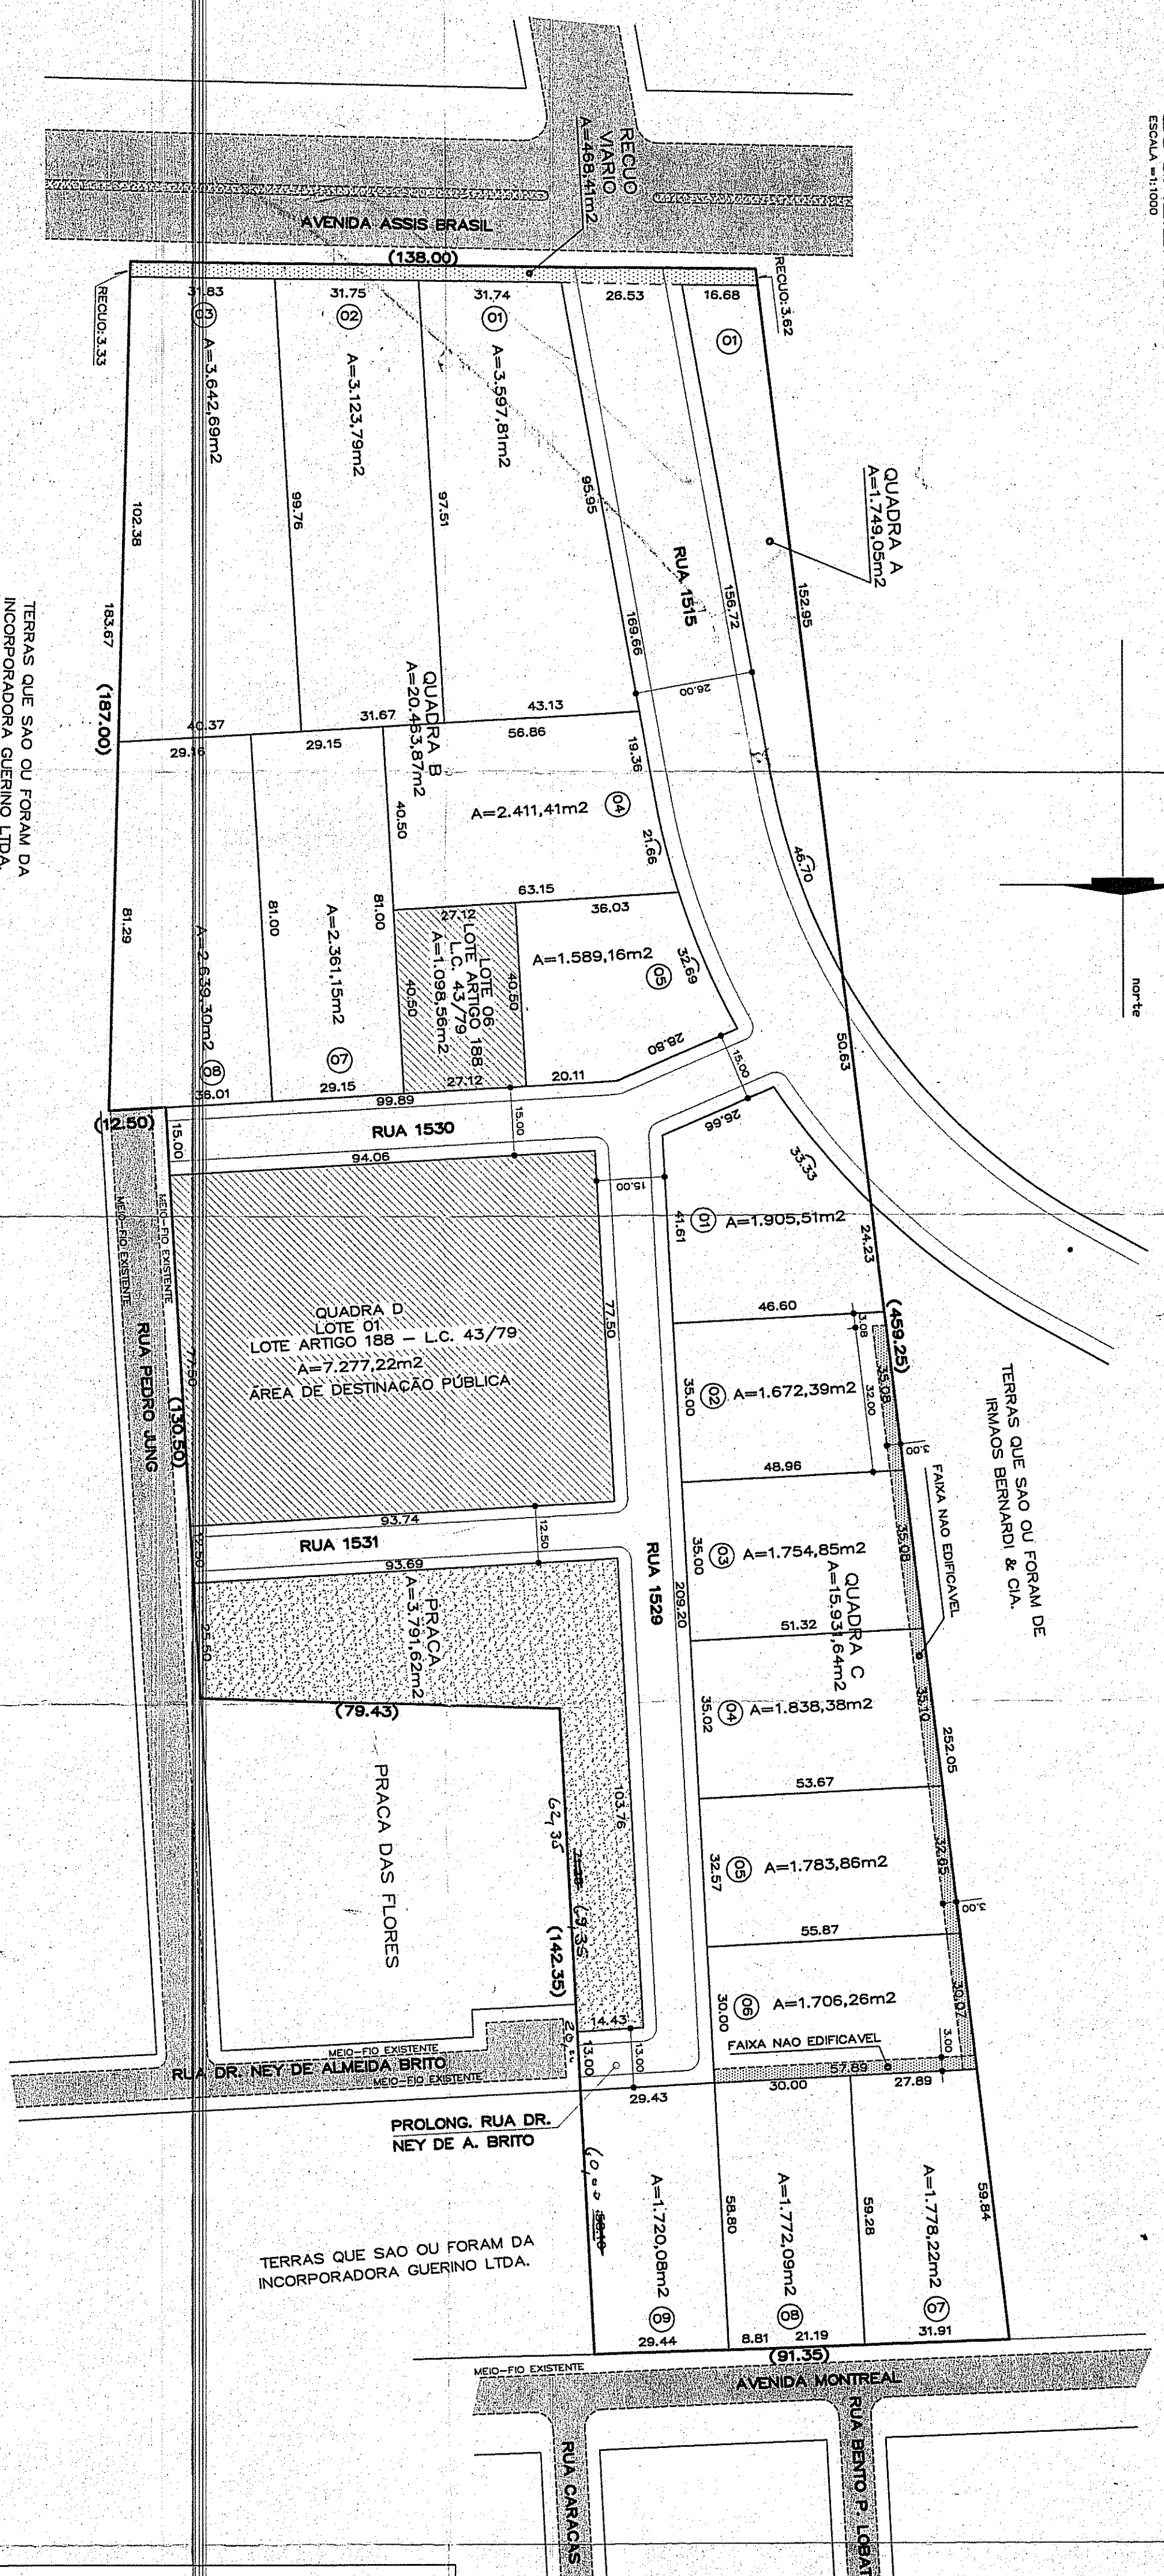 ESCALA =1:1000
norte
RECUO
VIARIO
A=468,41m2
AVENIDA ASSIS BRASIL
(138.00)
RECUO:3.33
RECUO:3.62
31.83
31.75
31.74
26.53
16.68
03
A=3.642,69m2
02
A=3.123,79m2
01
A=3.597,81m2
01
QUADRA A
A=1.749,05m2
102.38
99.76
97.51
95.95
RUA 1515
156.72
152.95
183.67
169.66
26.00
(187.00)
40.37
31.67
43.13
QUADRA B
A=20.463,87m2
29.16
29.15
56.86
19.36
TERRAS QUE SAO OU FORAM DA
INCORPORADORA GUERINO LTDA.
40.50
A=2.411,41m2
04
21.66
46.70
81.29
81.00
81.00
63.15
27.12
36.03
A=2.639,30m2
08
A=2.361,15m2
07
LOTE 06
LOTE ARTIGO 188
L.C. 43/79
A=1.098,56m2
40.50
40.50
A=1.589,16m2
05
32.69
38.01
29.15
27.12
20.11
28.80
15.00
50.63
99.89
(12.50)
15.00
RUA 1530
15.00
94.06
15.00
26.66
33.33
MEIO-FIO EXISTENTE
MEIO-FIO EXISTENTE
RUA PEDRO JUNG
77.50
(130.50)
QUADRA D
LOTE 01
LOTE ARTIGO 188 - L.C. 43/79
A=7.277,22m2
ÁREA DE DESTINAÇÃO PÚBLICA
77.50
41.61
01
A=1.905,51m2
24.23
46.60
3.08
(459.25)
35.00
02
A=1.672,39m2
32.00
35.08
3.00
48.96
TERRAS QUE SAO OU FORAM DE
IRMAOS BERNARDI & CIA.
FAIXA NAO EDIFICAVEL
93.74
12.50
RUA 1531
12.50
93.69
RUA 1529
35.00
03
A=1.754,85m2
35.08
QUADRA C
A=15.931,64m2
209.20
51.32
PRACA
A=3.791,62m2
25.50
(79.43)
35.02
04
A=1.838,38m2
35.10
252.05
53.67
PRACA DAS FLORES
62,35
103.76
69,35
(142.35)
32.57
05
A=1.783,86m2
32.65
3.00
55.87
30.00
06
A=1.706,26m2
30.07
14.43
13.00
13.00
FAIXA NAO EDIFICAVEL
3.00
57.89
MEIO-FIO EXISTENTE
RUA DR. NEY DE ALMEIDA BRITO
MEIO-FIO EXISTENTE
29.43
30.00
27.89
PROLONG. RUA DR.
NEY DE A. BRITO
60,00
A=1.720,08m2
09
58.80
A=1.772,09m2
08
59.28
A=1.778,22m2
07
59.84
TERRAS QUE SAO OU FORAM DA
INCORPORADORA GUERINO LTDA.
29.44
8.81
21.19
31.91
(91.35)
MEIO-FIO EXISTENTE
AVENIDA MONTREAL
RUA CARACAS
RUA BENTO P. LOBAT